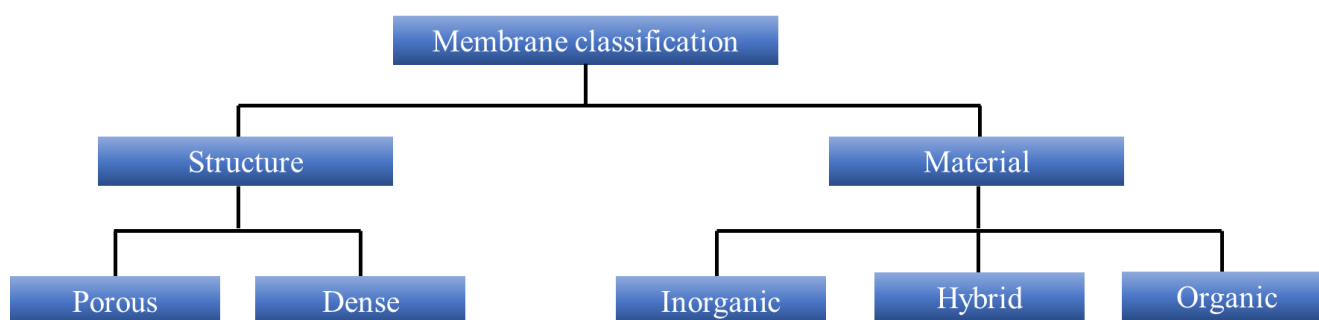 Membrane classification
Structure
Material
Porous
Dense
Inorganic
Hybrid
Organic